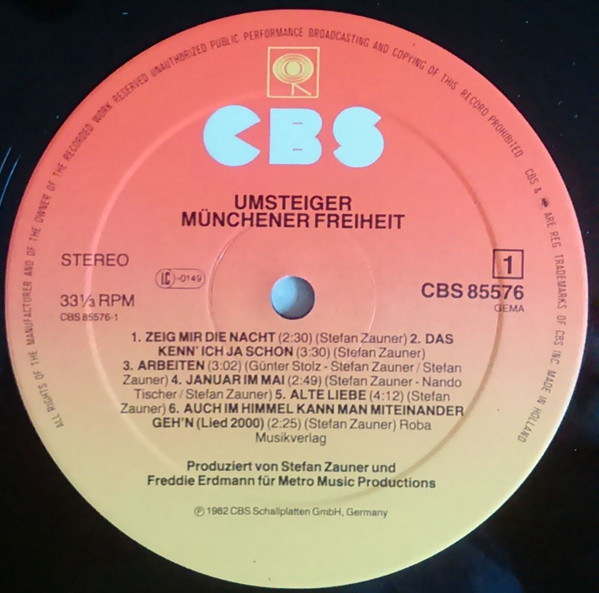 ALL RIGHTS OF THE MANUFACTURER AND OF THE OWNER OF THE RECORDED WORK RESERVED UNAUTHORIZED PUBLIC PERFORMANCE BROADCASTING AND COPYING OF THIS RECORD PROHIBITED
CBS & ARE REG. TRADEMARKS OF CBS INC. MADE IN HOLLAND
CBS
UMSTEIGER
MÜNCHENER FREIHEIT
STEREO
LC-0149
1
33⅓ RPM
CBS 85576
CBS 85576-1
GEMA
1. ZEIG MIR DIE NACHT (2:30) (Stefan Zauner) 2. DAS
KENN' ICH JA SCHON (3:30) (Stefan Zauner)
3. ARBEITEN (3:02) (Günter Stolz - Stefan Zauner / Stefan
Zauner) 4. JANUAR IM MAI (2:49) (Stefan Zauner - Nando
Tischer / Stefan Zauner) 5. ALTE LIEBE (4:12) (Stefan
Zauner) 6. AUCH IM HIMMEL KANN MAN MITEINANDER
GEH'N (Lied 2000) (2:25) (Stefan Zauner) Roba
Musikverlag
Produziert von Stefan Zauner und
Freddie Erdmann für Metro Music Productions
℗ 1982 CBS Schallplatten GmbH, Germany